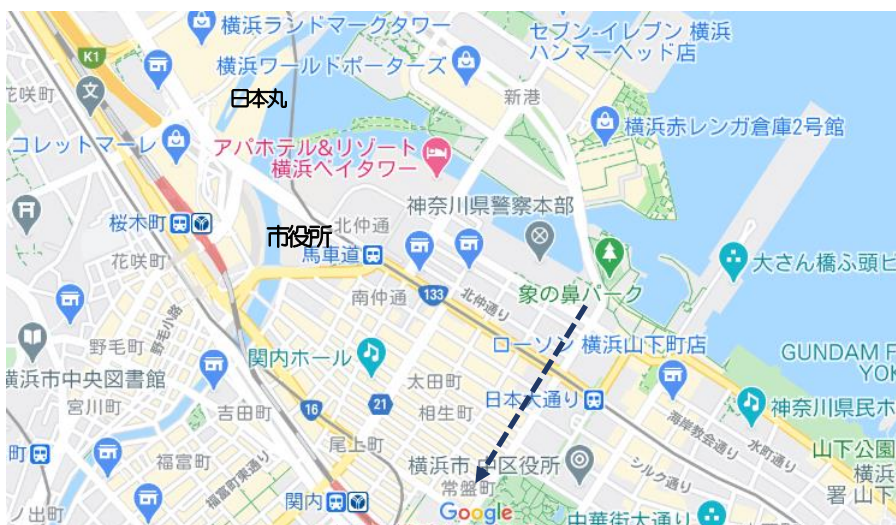 横浜ランドマークタワー
セブン-イレブン 横浜
ハンマーヘッド店
K1
横浜ワールドポーターズ
花咲町
文
日本丸
新港
コレットマーレ
アパホテル&リゾート
横浜ベイタワー
横浜赤レンガ倉庫2号館
神奈川県警察本部
桜木町
北仲通
市役所
花咲町
馬車道
大さん橋ふ頭ビ
象の鼻パーク
133
北仲通り
南仲通
野毛小路
野毛町
関内ホール
ローソン 横浜山下町店
GUNDAM F
YOK
横浜市中央図書館
宮川町
太田町
21
日本大通り
神奈川県民ホ
16
吉田町
相生町
海岸教会通り
水町通り
尾上町
山下公園
町
福富町
横浜市 中区役所
シルク通り
横浜
福富町東通り
常盤町
署 山下
関内
Google
ノ出町
中華街大通り